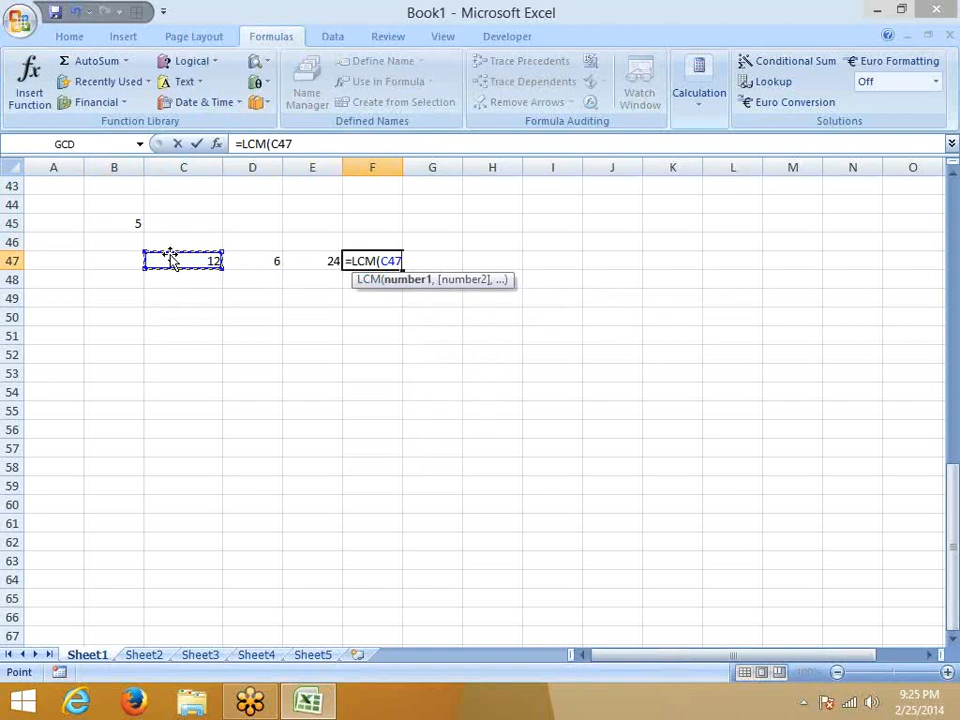 Book1 - Microsoft Excel
Home Insert Page Layout Formulas Data Review View Developer
fx Insert Function
Σ AutoSum
Recently Used
Financial
Logical
Text
Date & Time
Function Library
Name Manager
Define Name
Use in Formula
Create from Selection
Defined Names
Trace Precedents
Trace Dependents
Remove Arrows
Formula Auditing
Watch Window
Calculation
Conditional Sum
Lookup
Euro Conversion
Euro Formatting
Off
Solutions
GCD fx =LCM(C47
A B C D E F G H I J K L M N O
43
44
45 5
46
47 12 6 24 =LCM(C47
48 LCM(number1, [number2], ...)
49
50
51
52
53
54
55
56
57
58
59
60
61
62
63
64
65
66
67
Sheet1 Sheet2 Sheet3 Sheet4 Sheet5
Point 100%
9:25 PM
2/25/2014